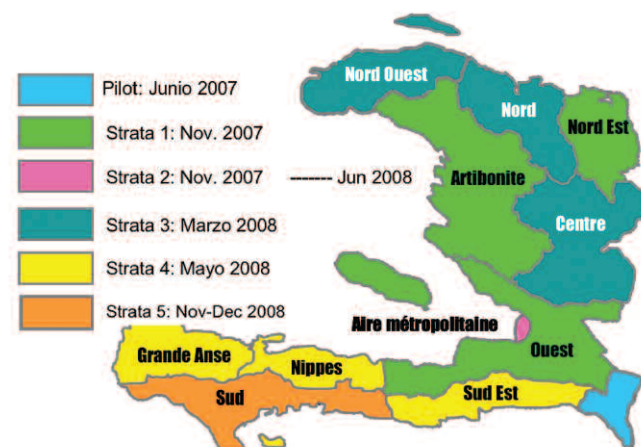 Pilot: Junio 2007
Strata 1: Nov. 2007
Strata 2: Nov. 2007 ------- Jun 2008
Strata 3: Marzo 2008
Strata 4: Mayo 2008
Strata 5: Nov-Dec 2008
Nord Ouest
Nord
Nord Est
Artibonite
Centre
Aire métropolitaine
Ouest
Grande Anse
Nippes
Sud
Sud Est